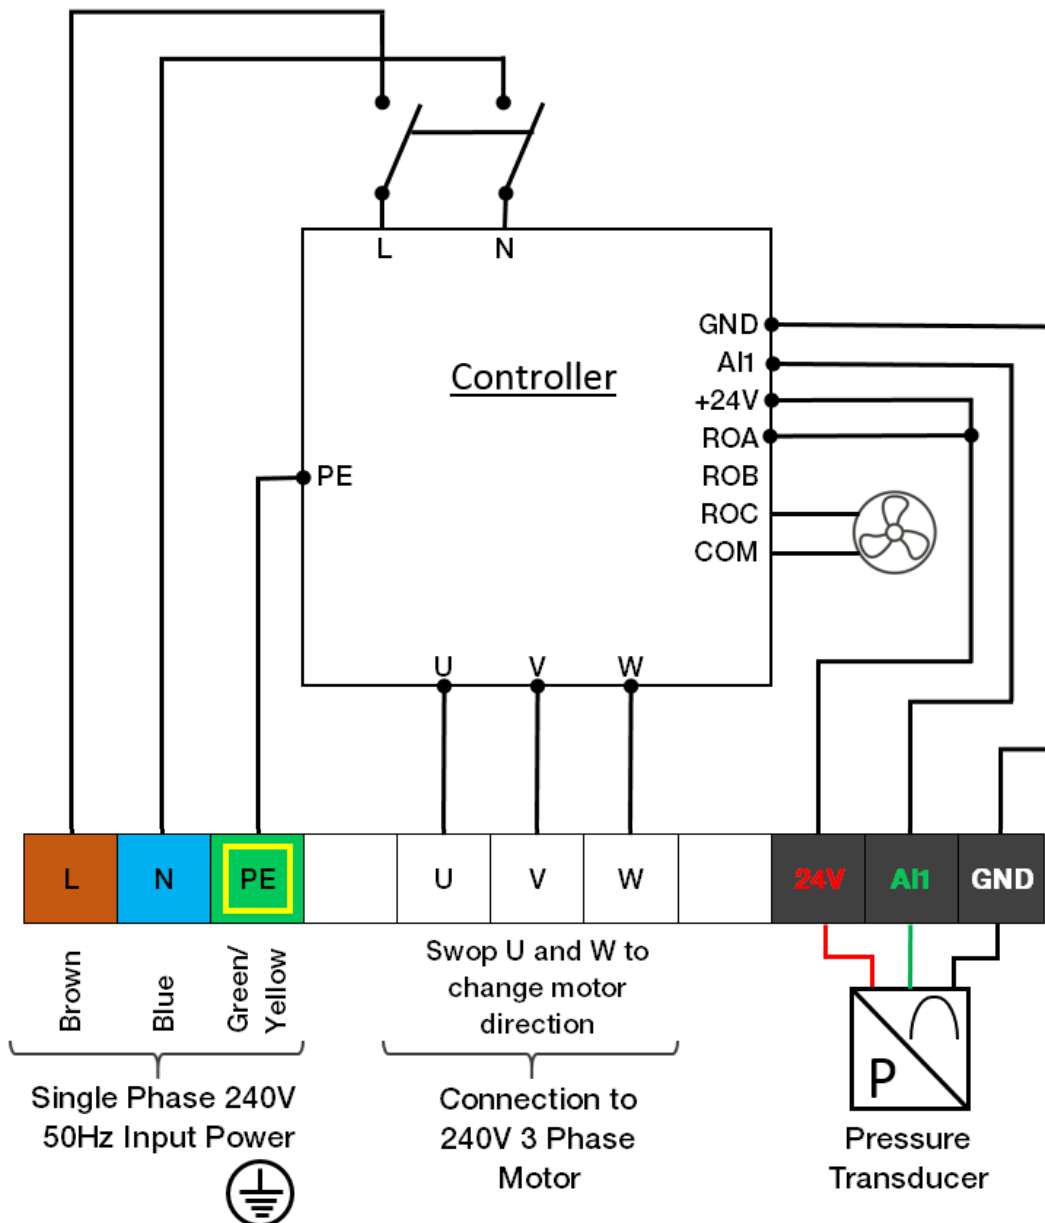 L
N
GND
AI1
Controller
+24V
ROA
PE
ROB
ROC
COM
U
V
W
L
N
PE
U
V
W
24V
AI1
GND
Brown
Blue
Green/
Yellow
Swop U and W to
change motor
direction
Single Phase 240V
50Hz Input Power
Connection to
240V 3 Phase
Motor
P
Pressure
Transducer